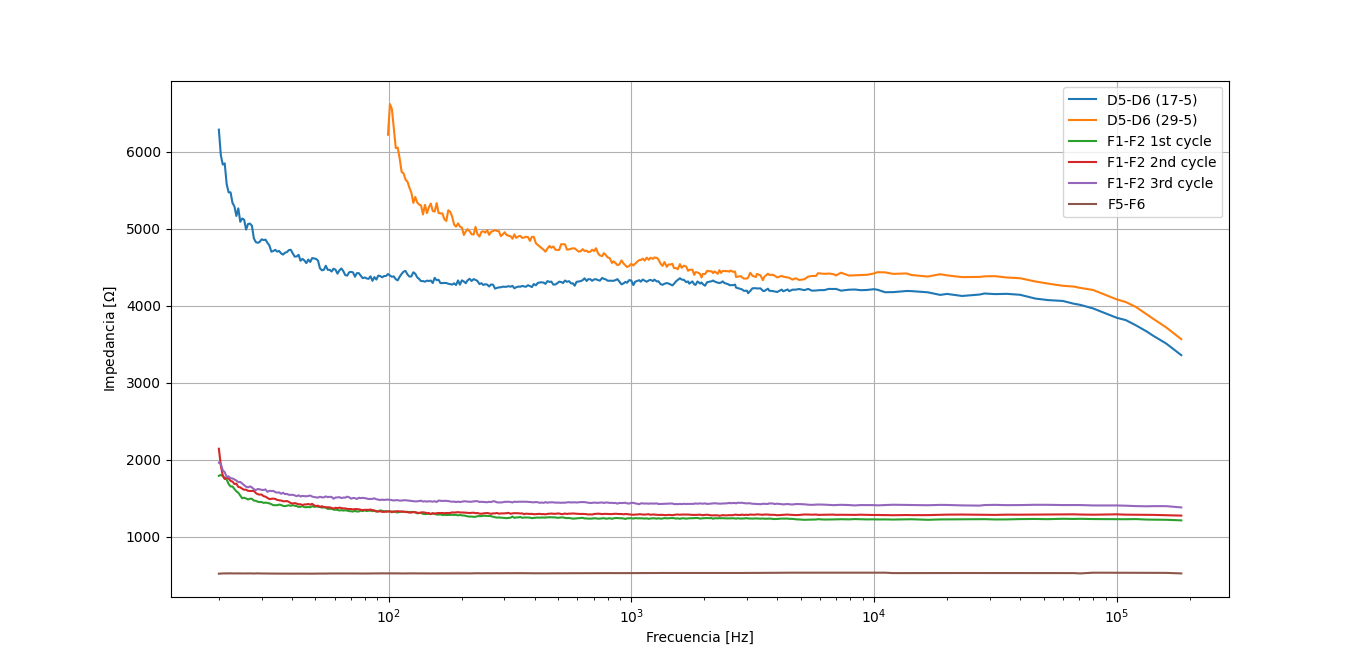 D5-D6 (17-5)
D5-D6 (29-5)
F1-F2 1st cycle
F1-F2 2nd cycle
F1-F2 3rd cycle
F5-F6
6000
5000
4000
3000
2000
1000
Impedancia [Ω]
10²
10³
10⁴
10⁵
Frecuencia [Hz]